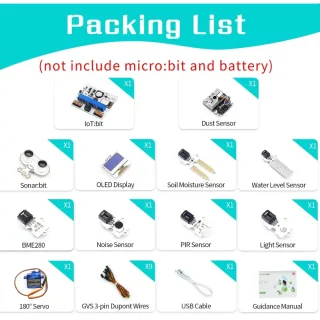 Packing List
(not include micro:bit and battery)
X1 X1
IoT:bit Dust Sensor
X1 X1 X1 X1
Sonar:bit OLED Display Soil Moisture Sensor Water Level Sensor
X1 X1 X1 X1
BME280 Noise Sensor PIR Sensor Light Sensor
X1 X9 X1 X1
180° Servo GVS 3-pin Dupont Wires USB Cable Guidance Manual